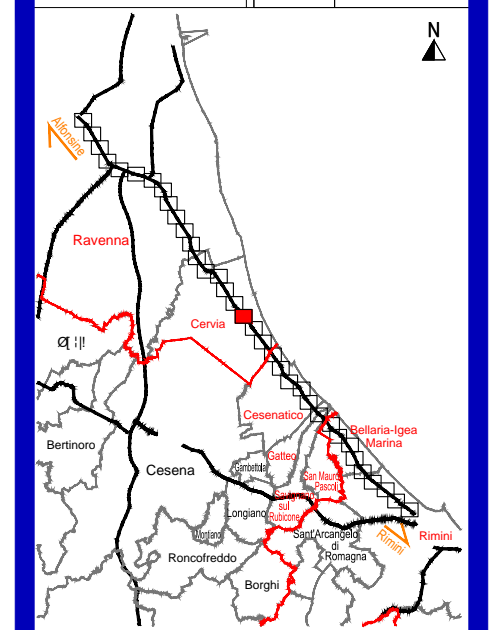 N
Alfonsine
Ravenna
Cervia
Cesenatico
Bellaria-Igea
Marina
Bertinoro
Gatteo
Gambettola
Cesena
San Mauro
Pascoli
Savignano
sul
Rubicone
Longiano
Montiano
Sant'Arcangelo
di
Romagna
Rimini
Rimini
Roncofreddo
Borghi